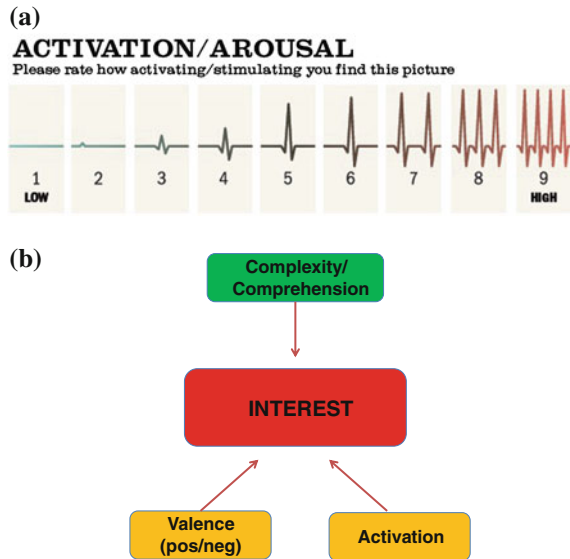 (a)
ACTIVATION/AROUSAL
Please rate how activating/stimulating you find this picture
1 2 3 4 5 6 7 8 9
LOW HIGH
(b)
Complexity/
Comprehension
INTEREST
Valence
(pos/neg)
Activation